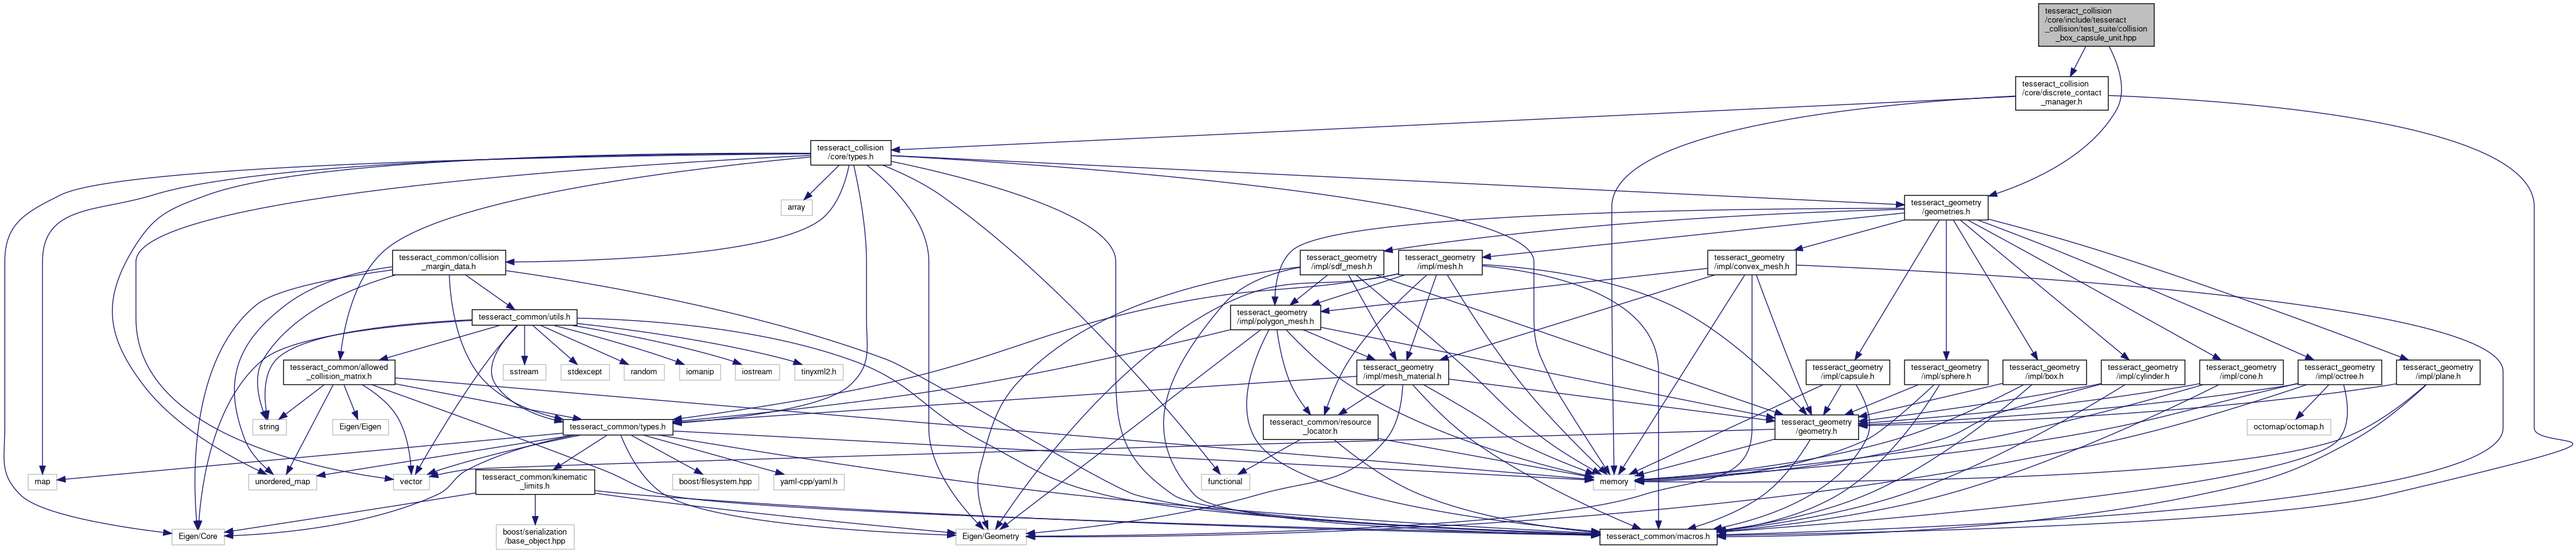 tesseract_collision
/core/include/tesseract
_collision/test_suite/collision
_box_capsule_unit.hpp
tesseract_collision
/core/discrete_contact
_manager.h
tesseract_collision
/core/types.h
array
tesseract_geometry
/geometries.h
tesseract_common/collision
_margin_data.h
tesseract_geometry
/impl/sdf_mesh.h
tesseract_geometry
/impl/mesh.h
tesseract_geometry
/impl/convex_mesh.h
tesseract_common/utils.h
tesseract_geometry
/impl/polygon_mesh.h
tesseract_common/allowed
_collision_matrix.h
sstream
stdexcept
random
iomanip
iostream
tinyxml2.h
tesseract_geometry
/impl/mesh_material.h
tesseract_geometry
/impl/capsule.h
tesseract_geometry
/impl/sphere.h
tesseract_geometry
/impl/box.h
tesseract_geometry
/impl/cylinder.h
tesseract_geometry
/impl/cone.h
tesseract_geometry
/impl/octree.h
tesseract_geometry
/impl/plane.h
string
Eigen/Eigen
tesseract_common/types.h
tesseract_common/resource
_locator.h
tesseract_geometry
/geometry.h
octomap/octomap.h
map
unordered_map
vector
tesseract_common/kinematic
_limits.h
boost/filesystem.hpp
yaml-cpp/yaml.h
functional
memory
Eigen/Core
boost/serialization
/base_object.hpp
Eigen/Geometry
tesseract_common/macros.h